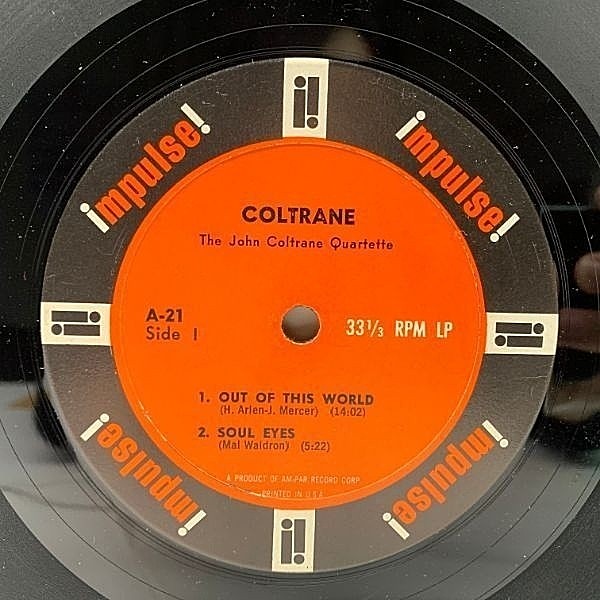 impulse!
i!
impulse!
COLTRANE
The John Coltrane Quartette
A-21
Side 1
33 1/3 RPM LP
i!
i!
1. OUT OF THIS WORLD
(H. Arlen-J. Mercer) (14:02)
2. SOUL EYES
(Mal Waldron) (5:22)
A PRODUCT OF AM-PAR RECORD CORP.
PRINTED IN U.S.A.
impulse!
i!
impulse!